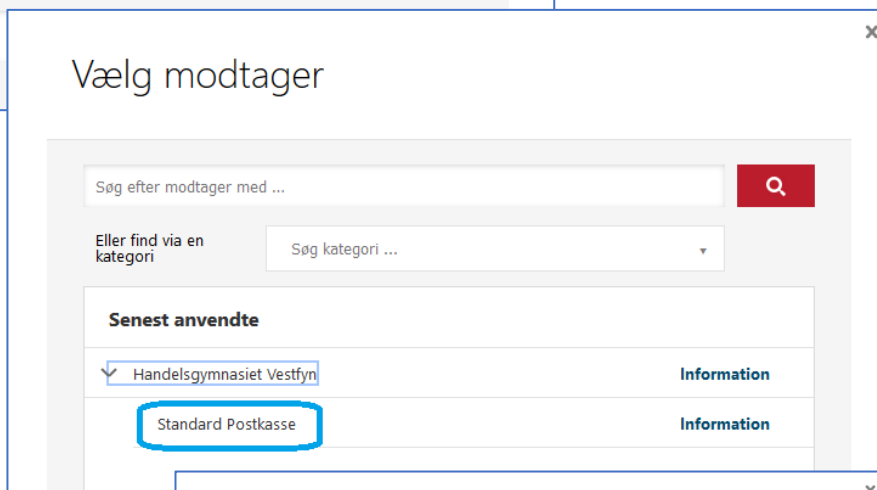 Vælg modtager
Søg efter modtager med ...
Eller find via en
kategori
Søg kategori ...
Senest anvendte
Handelsgymnasiet Vestfyn
Information
Standard Postkasse
Information